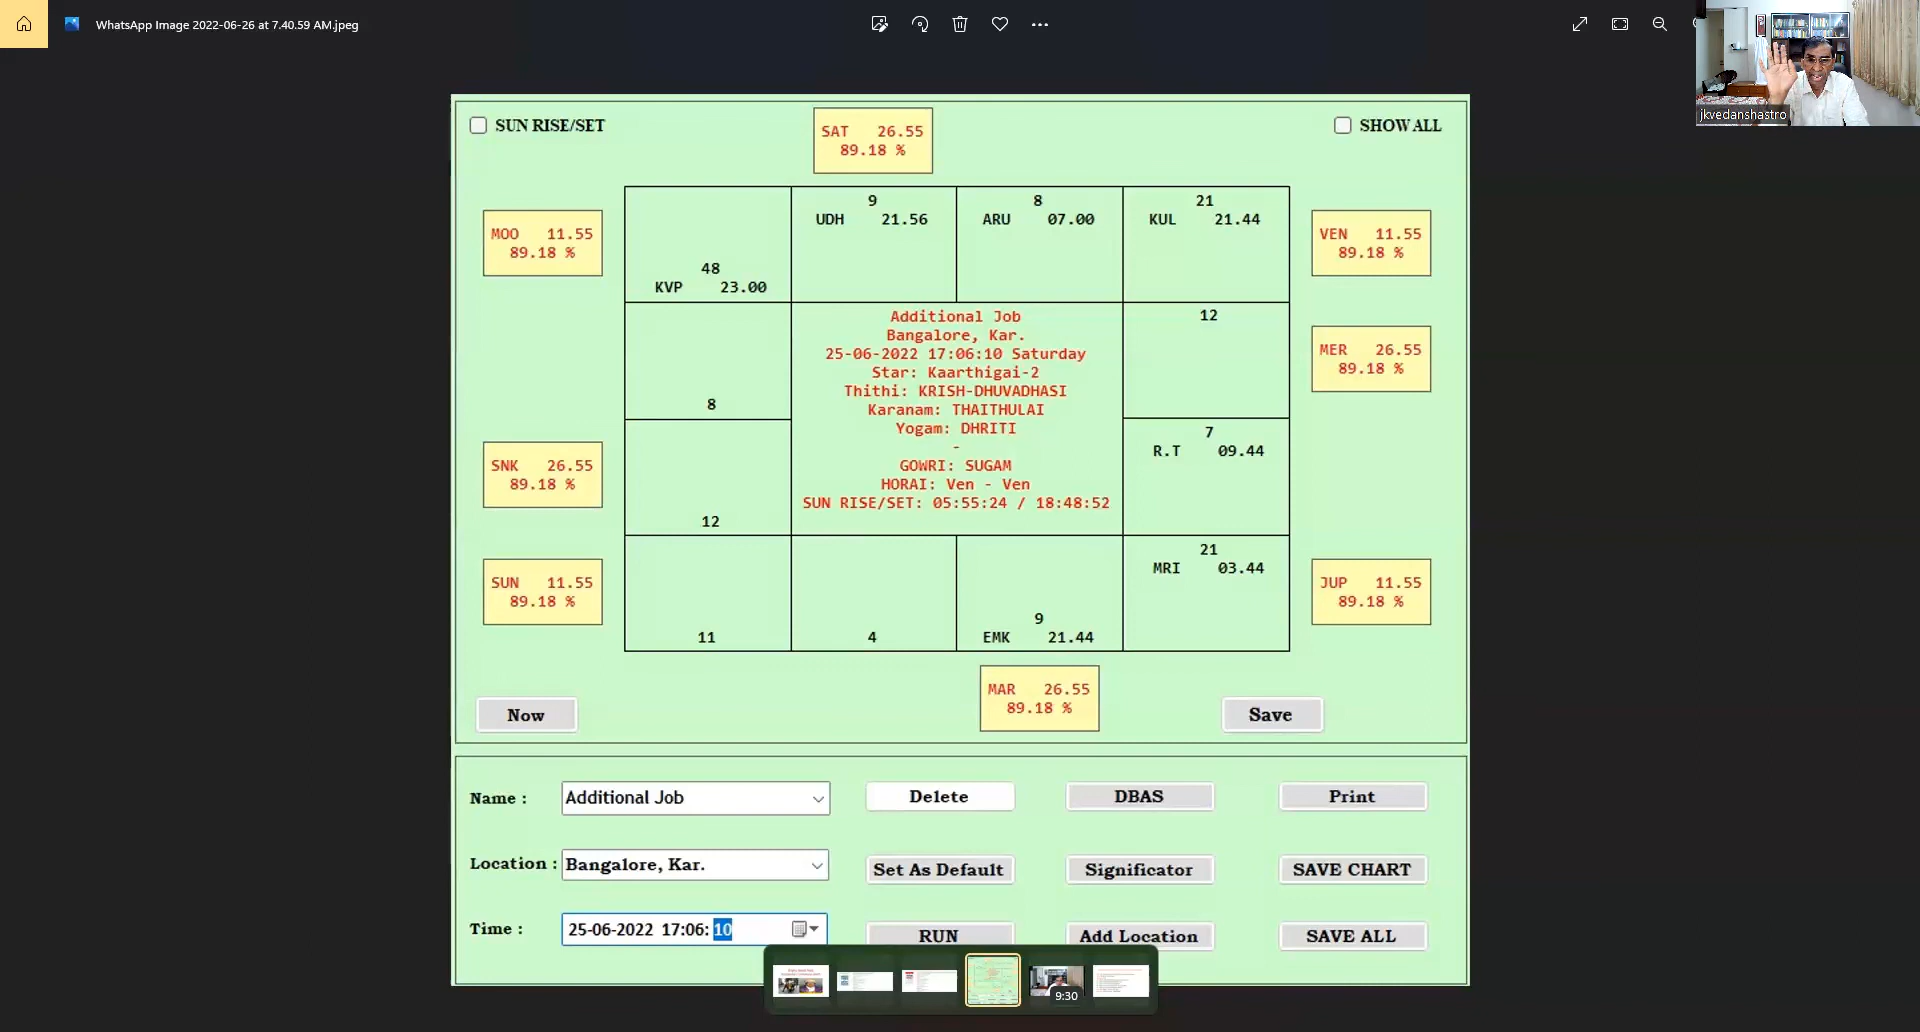 WhatsApp Image 2022-06-26 at 7.40.59 AM.jpeg
jkvedanshastro
SUN RISE/SET
SHOW ALL
SAT 26.55
89.18 %
MOO 11.55
89.18 %
VEN 11.55
89.18 %
MER 26.55
89.18 %
SNK 26.55
89.18 %
SUN 11.55
89.18 %
JUP 11.55
89.18 %
MAR 26.55
89.18 %
48
KVP 23.00
9
UDH 21.56
8
ARU 07.00
21
KUL 21.44
8
12
12
7
R.T 09.44
11
4
9
EMK 21.44
21
MRI 03.44
Additional Job
Bangalore, Kar.
25-06-2022 17:06:10 Saturday
Star: Kaarthigai-2
Thithi: KRISH-DHUVADHASI
Karanam: THAITHULAI
Yogam: DHRITI
-
GOWRI: SUGAM
HORAI: Ven - Ven
SUN RISE/SET: 05:55:24 / 18:48:52
Now
Save
Name : Additional Job
Delete
DBAS
Print
Location : Bangalore, Kar.
Set As Default
Significator
SAVE CHART
Time : 25-06-2022 17:06:10
RUN
Add Location
SAVE ALL
9:30